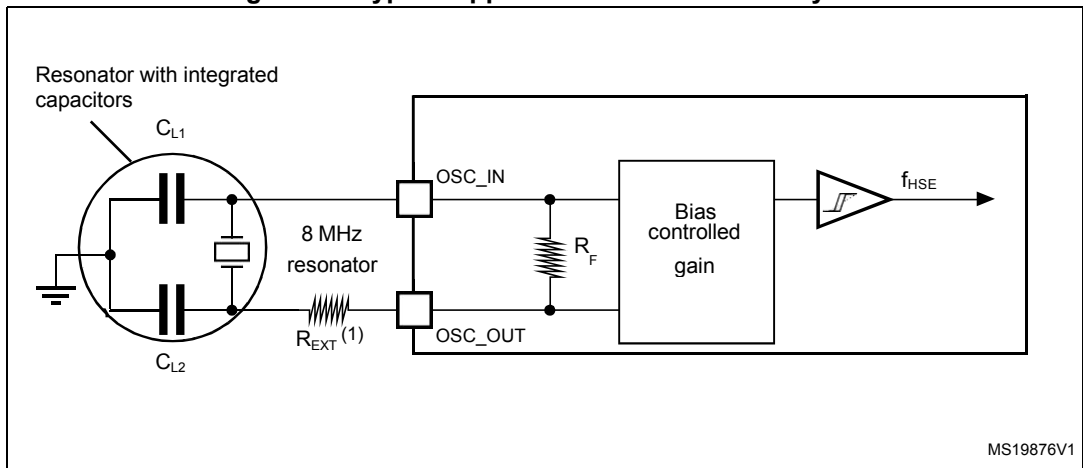 Resonator with integrated
capacitors
CL1
OSC_IN
fHSE
8 MHz
resonator
RF
Bias
controlled
gain
REXT (1)
OSC_OUT
CL2
MS19876V1